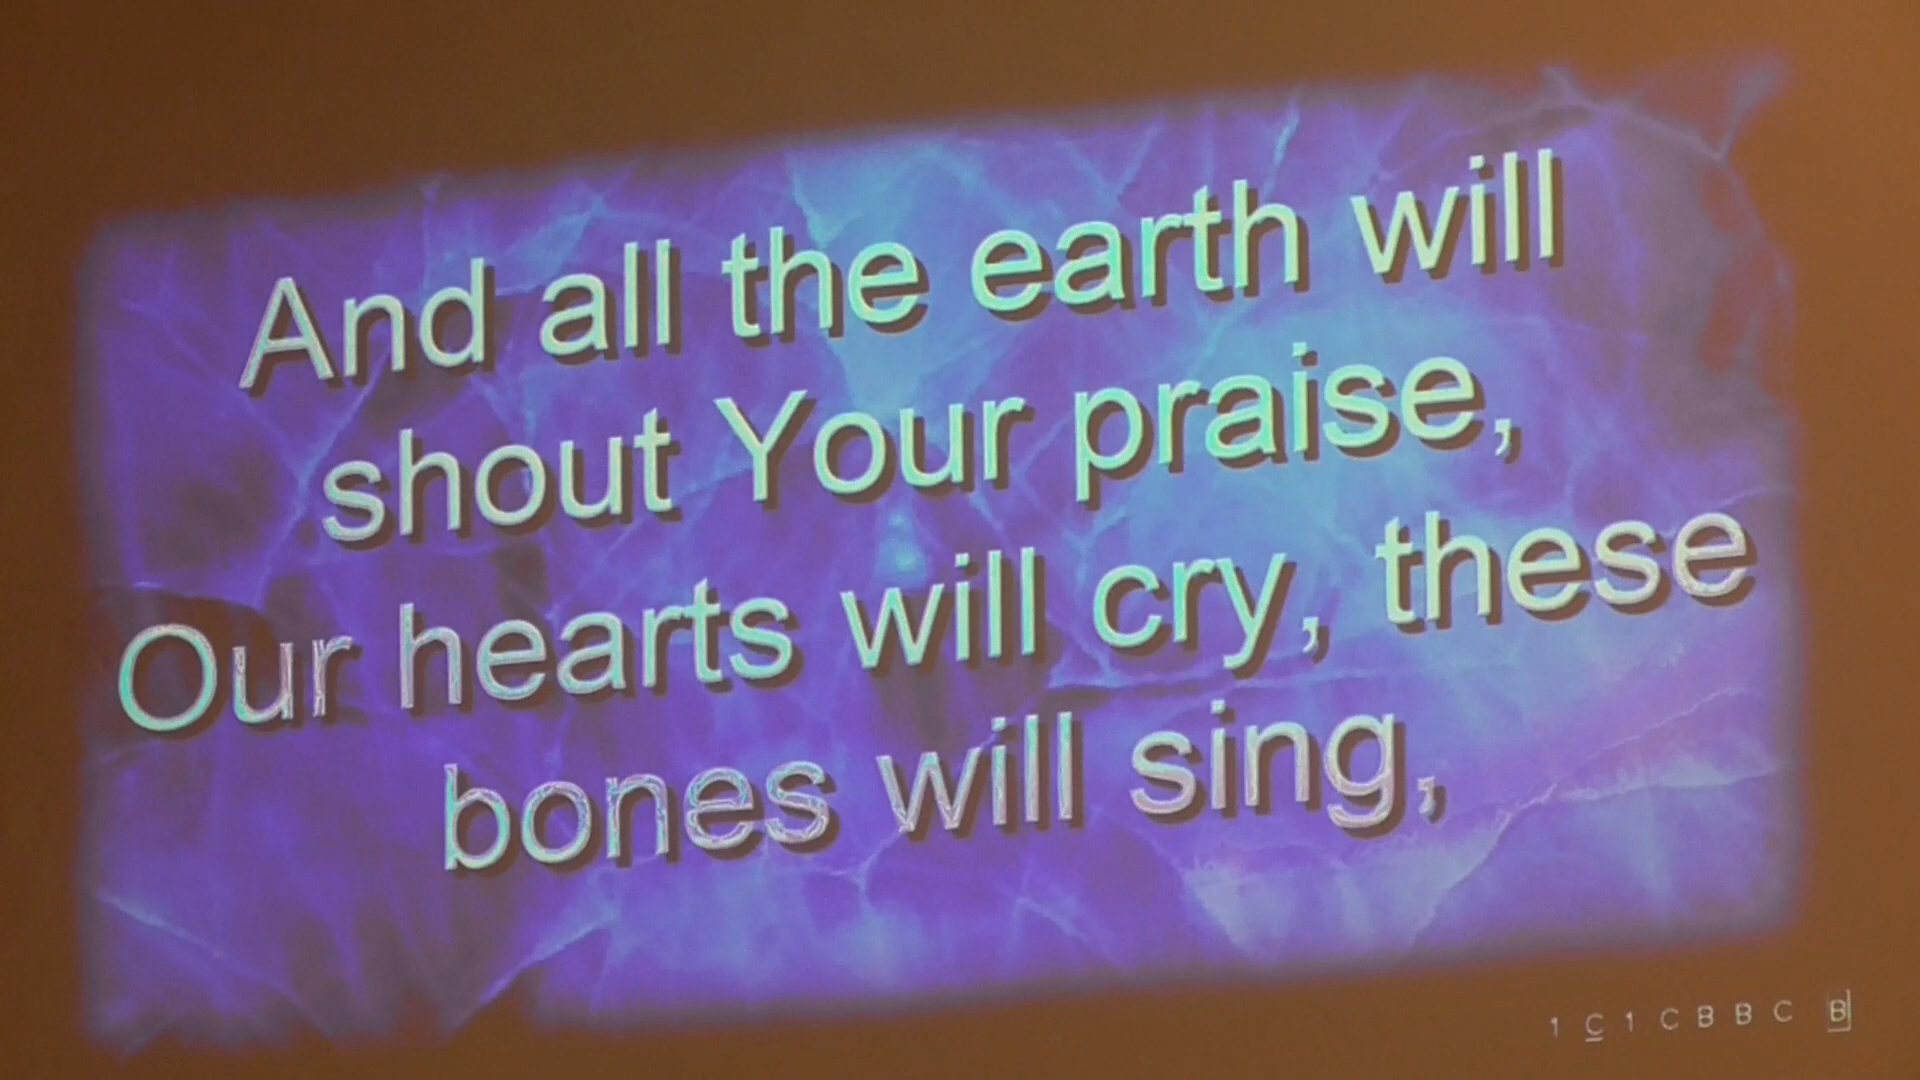 And all the earth will
shout Your praise,
Our hearts will cry, these
bones will sing,
1 C 1 C B B C B